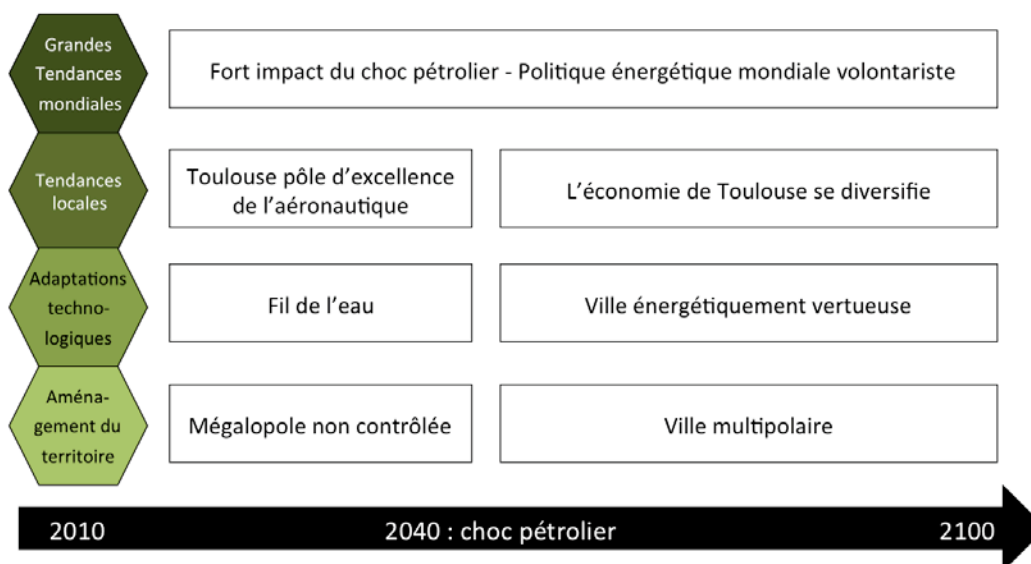 Grandes
Tendances
mondiales
Fort impact du choc pétrolier - Politique énergétique mondiale volontariste
Tendances
locales
Toulouse pôle d’excellence
de l’aéronautique
L’économie de Toulouse se diversifie
Adaptations
techno-
logiques
Fil de l’eau
Ville énergétiquement vertueuse
Aména-
gement du
territoire
Mégalopole non contrôlée
Ville multipolaire
2010
2040 : choc pétrolier
2100